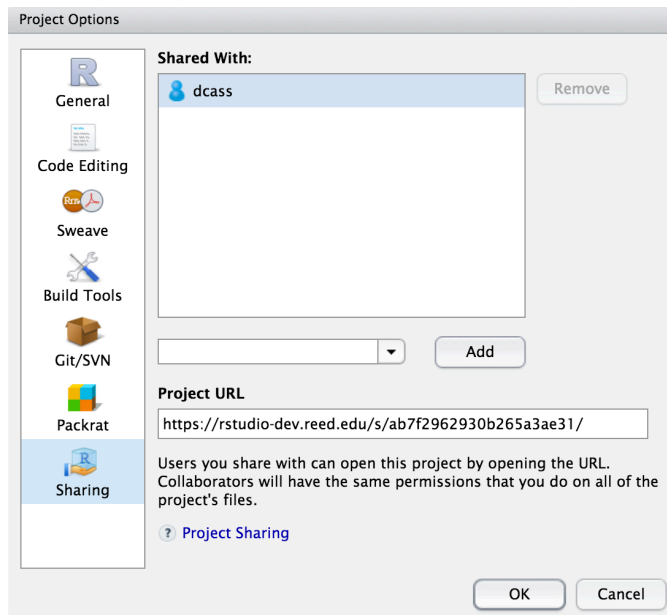 Project Options
General
Code Editing
Sweave
Build Tools
Git/SVN
Packrat
Sharing
Shared With:
dcass
Remove
Add
Project URL
https://rstudio-dev.reed.edu/s/ab7f2962930b265a3ae31/
Users you share with can open this project by opening the URL.
Collaborators will have the same permissions that you do on all of the
project's files.
? Project Sharing
OK
Cancel